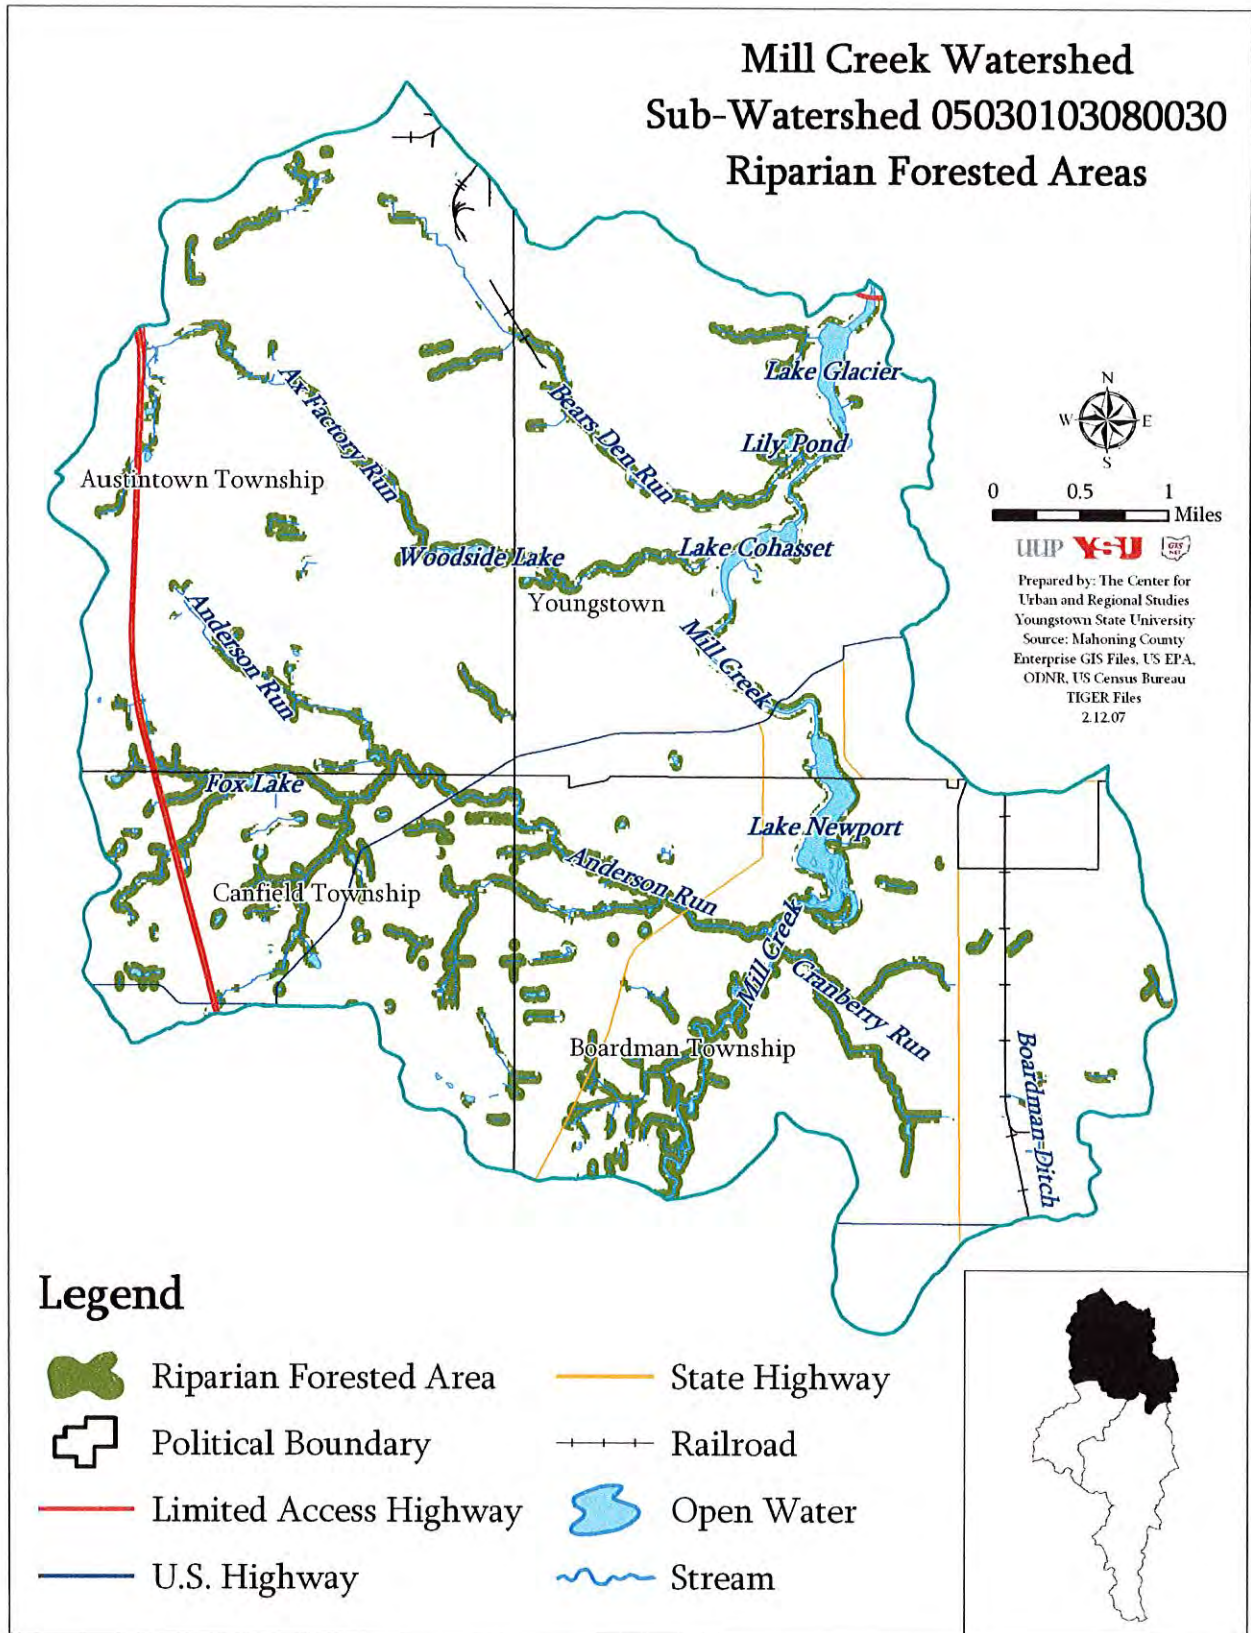 Mill Creek Watershed
Sub-Watershed 05030103080030
Riparian Forested Areas
Lake Glacier
Ax Factory Run
Bears Den Run
Lily Pond
Austintown Township
Woodside Lake
Lake Cohasset
Youngstown
Anderson Run
Mill Creek
Fox Lake
Lake Newport
Anderson Run
Canfield Township
Mill Creek
Cranberry Run
Boardman Township
Boardman Ditch
N
W E
S
0 0.5 1
Miles
UUP YSU GIS NET
Prepared by: The Center for
Urban and Regional Studies
Youngstown State University
Source: Mahoning County
Enterprise GIS Files, US EPA,
ODNR, US Census Bureau
TIGER Files
2.12.07
Legend
Riparian Forested Area
Political Boundary
Limited Access Highway
U.S. Highway
State Highway
Railroad
Open Water
Stream